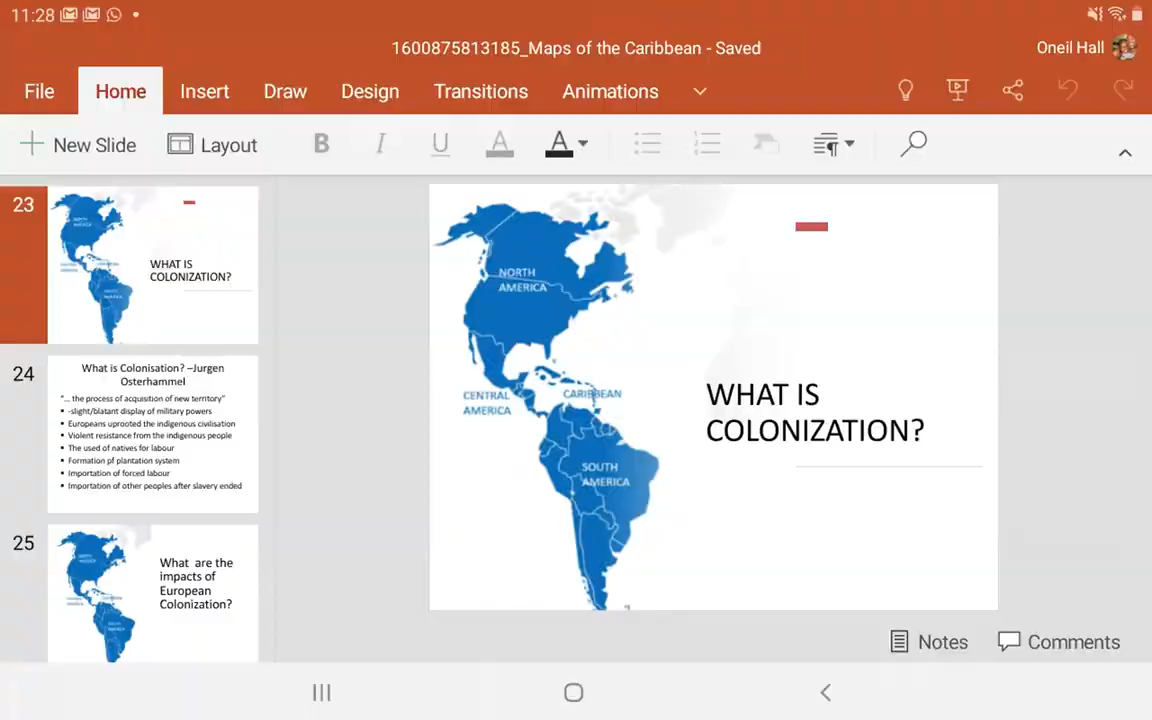 11:28
1600875813185_Maps of the Caribbean - Saved
Oneil Hall
File Home Insert Draw Design Transitions Animations
New Slide Layout B I U A A
23
WHAT IS
COLONIZATION?
24
What is Colonisation? –Jurgen
Osterhammel
"... the process of acquisition of new territory"
-slight/blatant display of military powers
Europeans uprooted the indigenous civilisation
Violent resistance from the indigenous people
The used of natives for labour
Formation pf plantation system
Importation of forced labour
Importation of other peoples after slavery ended
25
What are the
impacts of
European
Colonization?
NORTH
AMERICA
CENTRAL
AMERICA
CARIBBEAN
SOUTH
AMERICA
WHAT IS
COLONIZATION?
Notes Comments